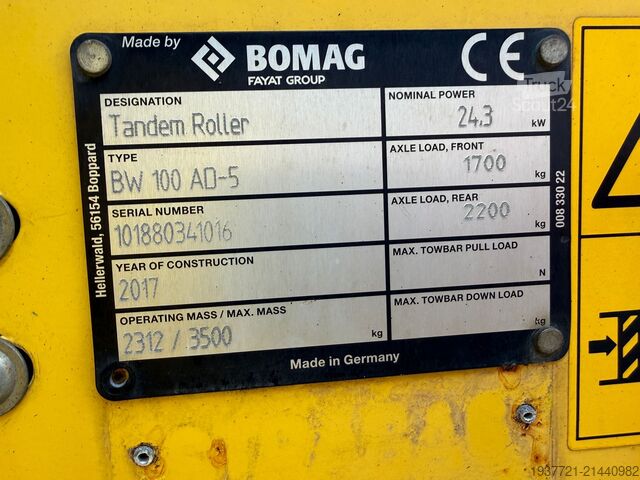 Made by BOMAG
FAYAT GROUP
CE
Truck
Scout24
DESIGNATION
Tandem Roller
NOMINAL POWER
24,3 kW
TYPE
BW 100 AD-5
AXLE LOAD, FRONT
1700 kg
SERIAL NUMBER
101880341016
AXLE LOAD, REAR
2200 kg
YEAR OF CONSTRUCTION
2017
MAX. TOWBAR PULL LOAD
N
OPERATING MASS / MAX. MASS
2312 / 3500 kg
MAX. TOWBAR DOWN LOAD
kg
Made in Germany
Hellerwald, 56154 Boppard
008 330 22
1937721-21440982